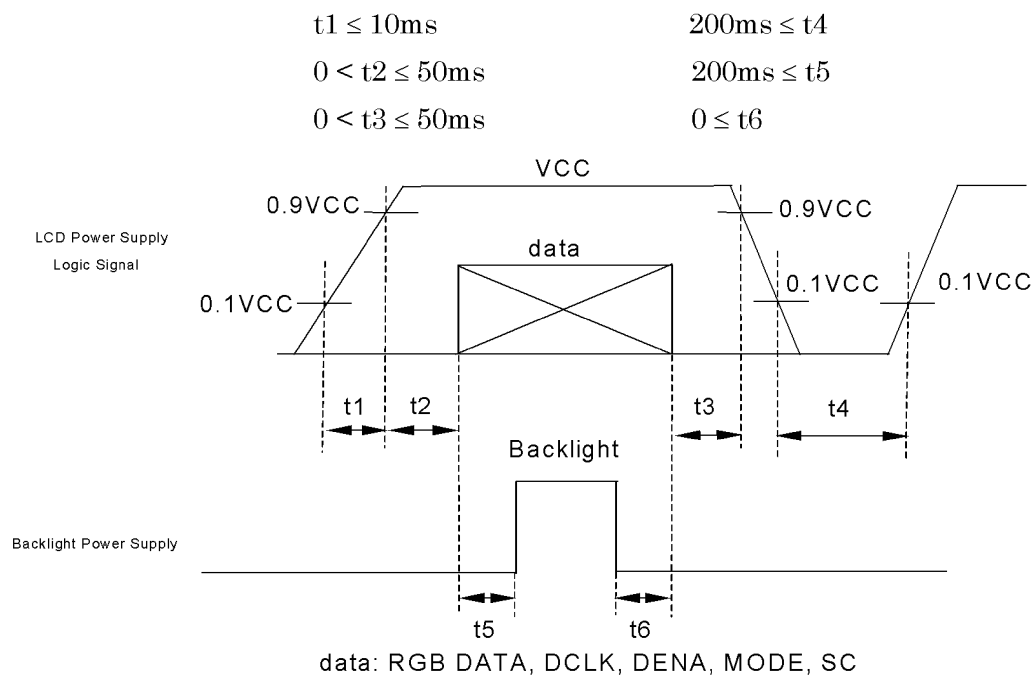 t1 ≤ 10ms 200ms ≤ t4
0 < t2 ≤ 50ms 200ms ≤ t5
0 < t3 ≤ 50ms 0 ≤ t6
VCC
0.9VCC 0.9VCC
LCD Power Supply
Logic Signal
data
0.1VCC 0.1VCC 0.1VCC
t1 t2 t3 t4
Backlight
Backlight Power Supply
t5 t6
data: RGB DATA, DCLK, DENA, MODE, SC